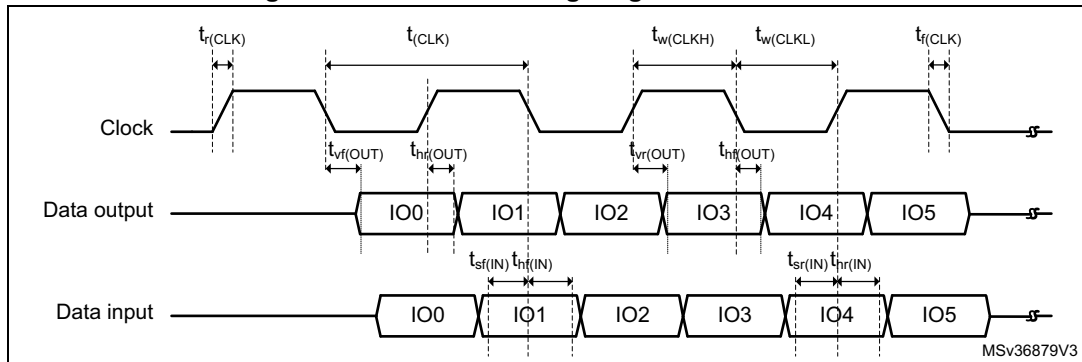 t_r(CLK) t_(CLK) t_w(CLKH) t_w(CLKL) t_f(CLK)
Clock
t_vf(OUT) t_hr(OUT) t_vr(OUT) t_hf(OUT)
Data output IO0 IO1 IO2 IO3 IO4 IO5
t_sf(IN) t_hf(IN) t_sr(IN) t_hr(IN)
Data input IO0 IO1 IO2 IO3 IO4 IO5
MSv36879V3